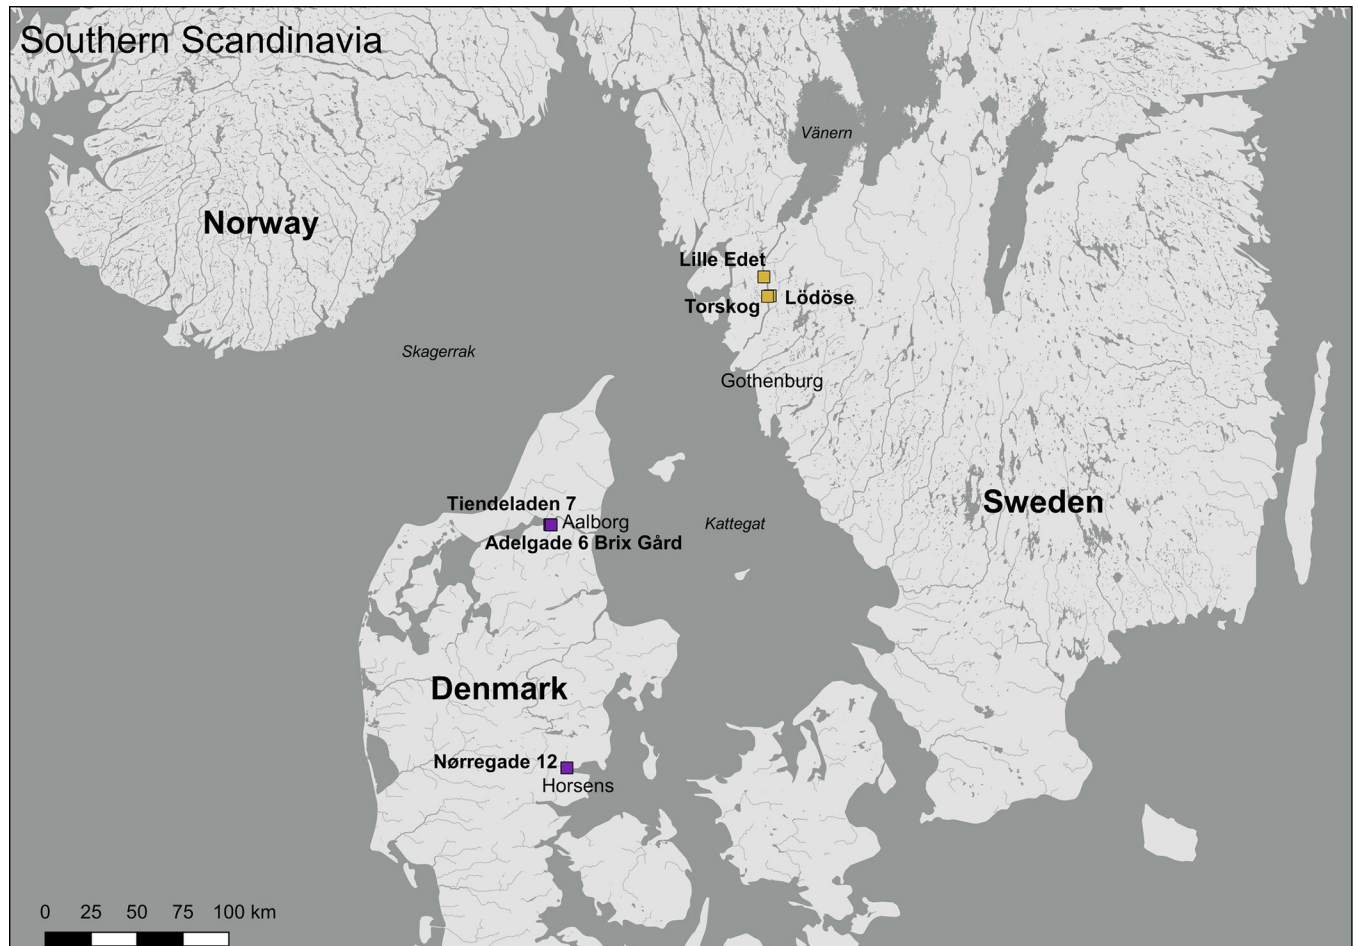 Southern Scandinavia
Vänern
Norway
Lille Edet
Lödöse
Torskog
Skagerrak
Gothenburg
Sweden
Tiendeladen 7
Aalborg
Kattegat
Adelgade 6 Brix Gård
Denmark
Nørregade 12
Horsens
0 25 50 75 100 km